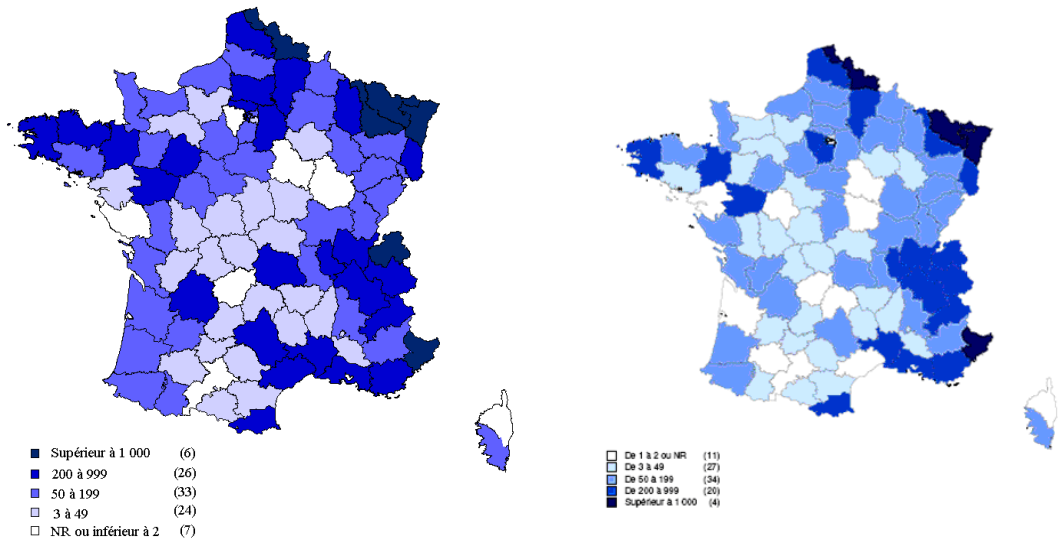 Supérieur à 1 000 (6)
200 à 999 (26)
50 à 199 (33)
3 à 49 (24)
NR ou inférieur à 2 (7)
De 1 à 2 ou NR (11)
De 3 à 49 (27)
De 50 à 199 (34)
De 200 à 999 (20)
Supérieur à 1 000 (4)